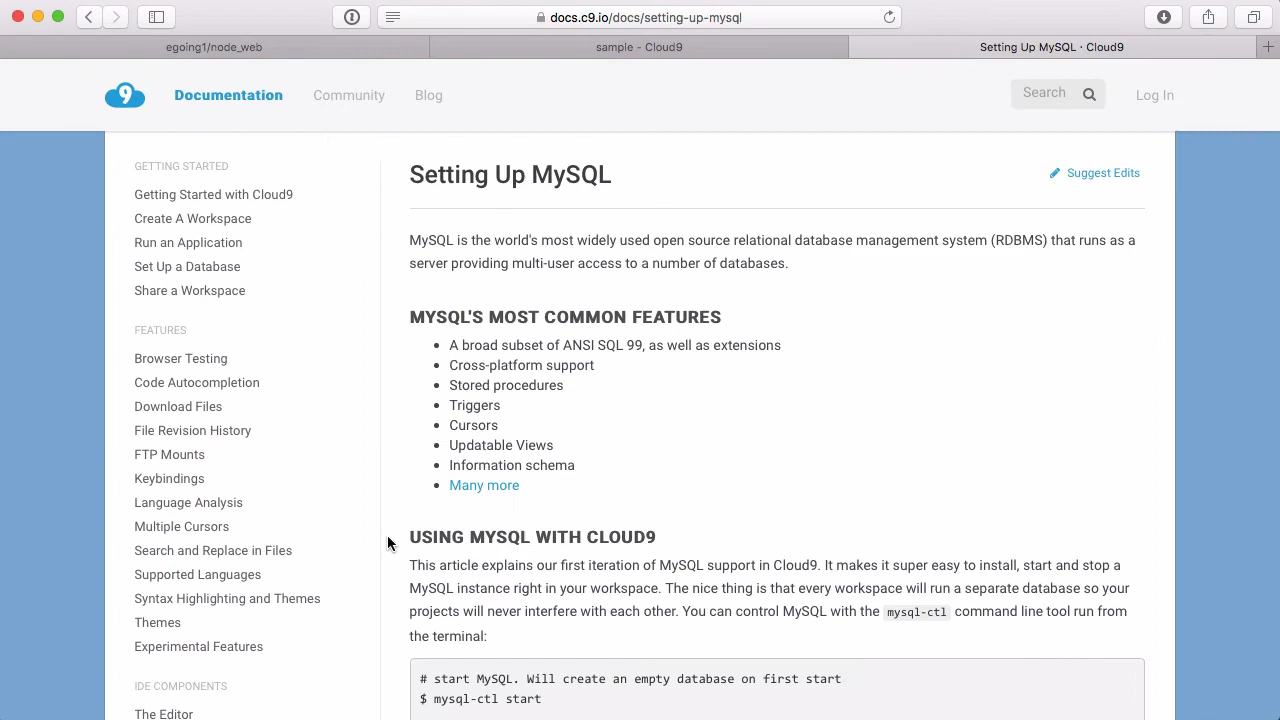 docs.c9.io/docs/setting-up-mysql
egoing1/node_web
sample - Cloud9
Setting Up MySQL · Cloud9
9
Documentation
Community
Blog
Search
Log In
GETTING STARTED
Getting Started with Cloud9
Create A Workspace
Run an Application
Set Up a Database
Share a Workspace
FEATURES
Browser Testing
Code Autocompletion
Download Files
File Revision History
FTP Mounts
Keybindings
Language Analysis
Multiple Cursors
Search and Replace in Files
Supported Languages
Syntax Highlighting and Themes
Themes
Experimental Features
IDE COMPONENTS
The Editor
Setting Up MySQL
Suggest Edits
MySQL is the world's most widely used open source relational database management system (RDBMS) that runs as a
server providing multi-user access to a number of databases.
MYSQL'S MOST COMMON FEATURES
• A broad subset of ANSI SQL 99, as well as extensions
• Cross-platform support
• Stored procedures
• Triggers
• Cursors
• Updatable Views
• Information schema
• Many more
USING MYSQL WITH CLOUD9
This article explains our first iteration of MySQL support in Cloud9. It makes it super easy to install, start and stop a
MySQL instance right in your workspace. The nice thing is that every workspace will run a separate database so your
projects will never interfere with each other. You can control MySQL with the mysql-ctl command line tool run from
the terminal:
# start MySQL. Will create an empty database on first start
$ mysql-ctl start